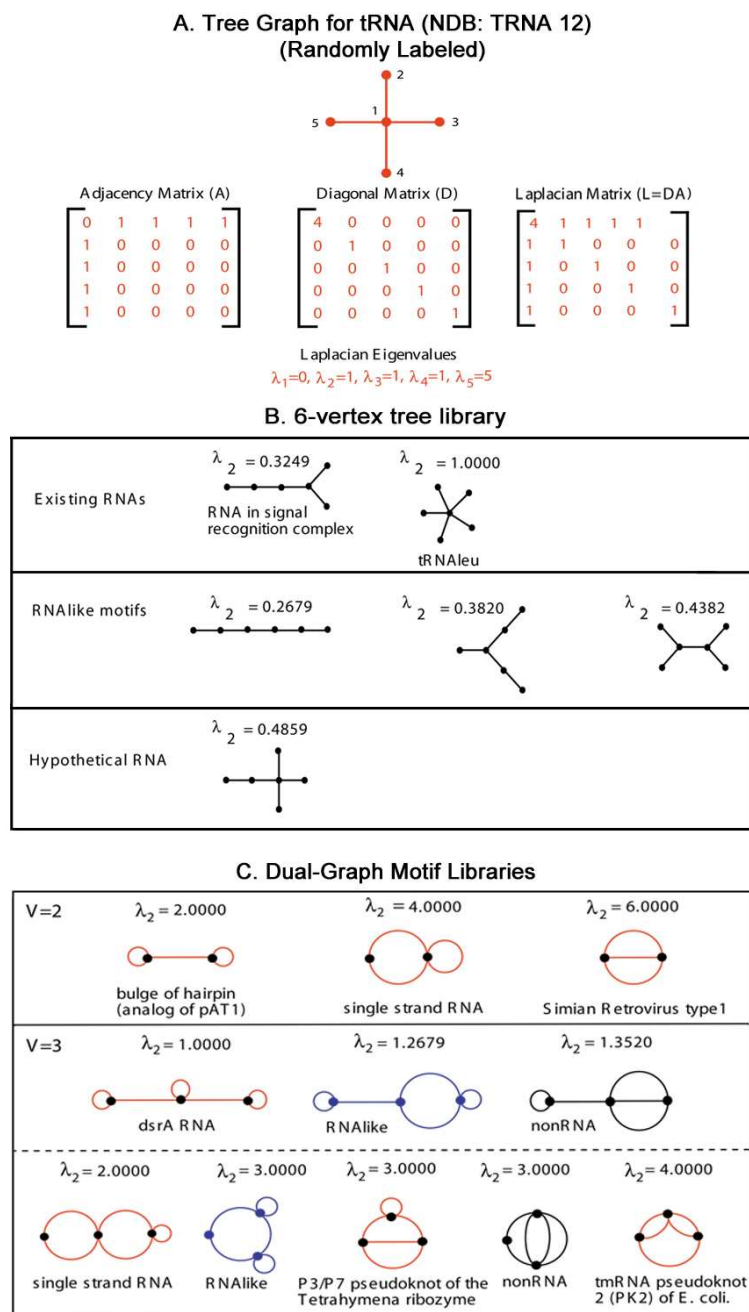 A. Tree Graph for tRNA (NDB: TRNA 12)
(Randomly Labeled)
2
1
5
3
4
Adjacency Matrix (A)
Diagonal Matrix (D)
Laplacian Matrix (L=DA)
0 1 1 1 1
1 0 0 0 0
1 0 0 0 0
1 0 0 0 0
1 0 0 0 0
4 0 0 0 0
0 1 0 0 0
0 0 1 0 0
0 0 0 1 0
0 0 0 0 1
4 1 1 1 1
1 1 0 0 0
1 0 1 0 0
1 0 0 1 0
1 0 0 0 1
Laplacian Eigenvalues
λ1=0, λ2=1, λ3=1, λ4=1, λ5=5
B. 6-vertex tree library
Existing RNAs
λ2 = 0.3249
RNA in signal
recognition complex
λ2 = 1.0000
tRNAleu
RNAlike motifs
λ2 = 0.2679
λ2 = 0.3820
λ2 = 0.4382
Hypothetical RNA
λ2 = 0.4859
C. Dual-Graph Motif Libraries
V=2
λ2=2.0000
λ2=4.0000
λ2=6.0000
bulge of hairpin
(analog of pAT1)
single strand RNA
Simian Retrovirus type1
V=3
λ2=1.0000
λ2=1.2679
λ2=1.3520
dsrA RNA
RNAlike
nonRNA
λ2=2.0000
λ2=3.0000
λ2=3.0000
λ2=3.0000
λ2=4.0000
single strand RNA
RNAlike
P3/P7 pseudoknot of the
Tetrahymena ribozyme
nonRNA
tmRNA pseudoknot
2 (PK2) of E. coli.